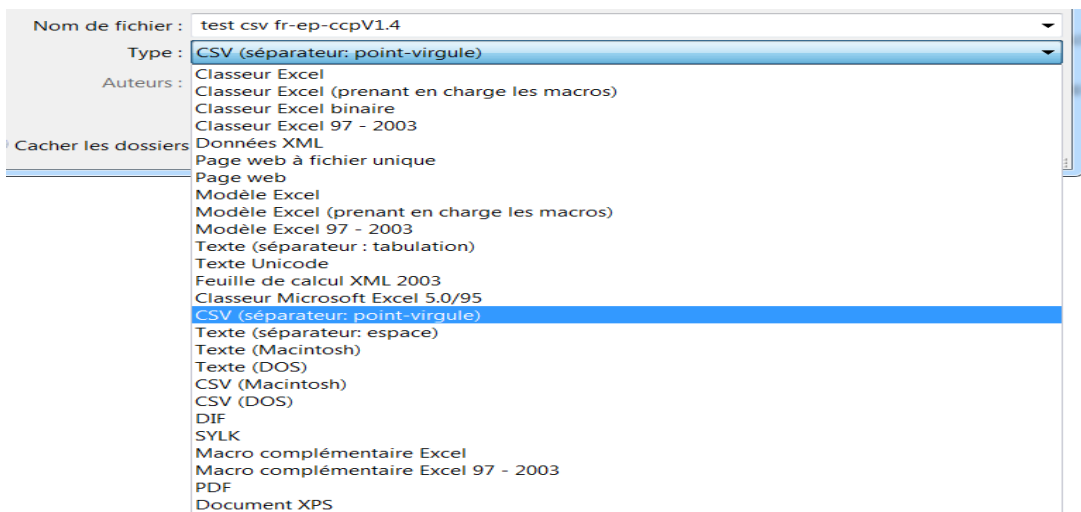 Nom de fichier : test csv fr-ep-ccpV1.4
Type : CSV (séparateur: point-virgule)
Auteurs :
Cacher les dossiers
Classeur Excel
Classeur Excel (prenant en charge les macros)
Classeur Excel binaire
Classeur Excel 97 - 2003
Données XML
Page web à fichier unique
Page web
Modèle Excel
Modèle Excel (prenant en charge les macros)
Modèle Excel 97 - 2003
Texte (séparateur : tabulation)
Texte Unicode
Feuille de calcul XML 2003
Classeur Microsoft Excel 5.0/95
CSV (séparateur: point-virgule)
Texte (séparateur: espace)
Texte (Macintosh)
Texte (DOS)
CSV (Macintosh)
CSV (DOS)
DIF
SYLK
Macro complémentaire Excel
Macro complémentaire Excel 97 - 2003
PDF
Document XPS